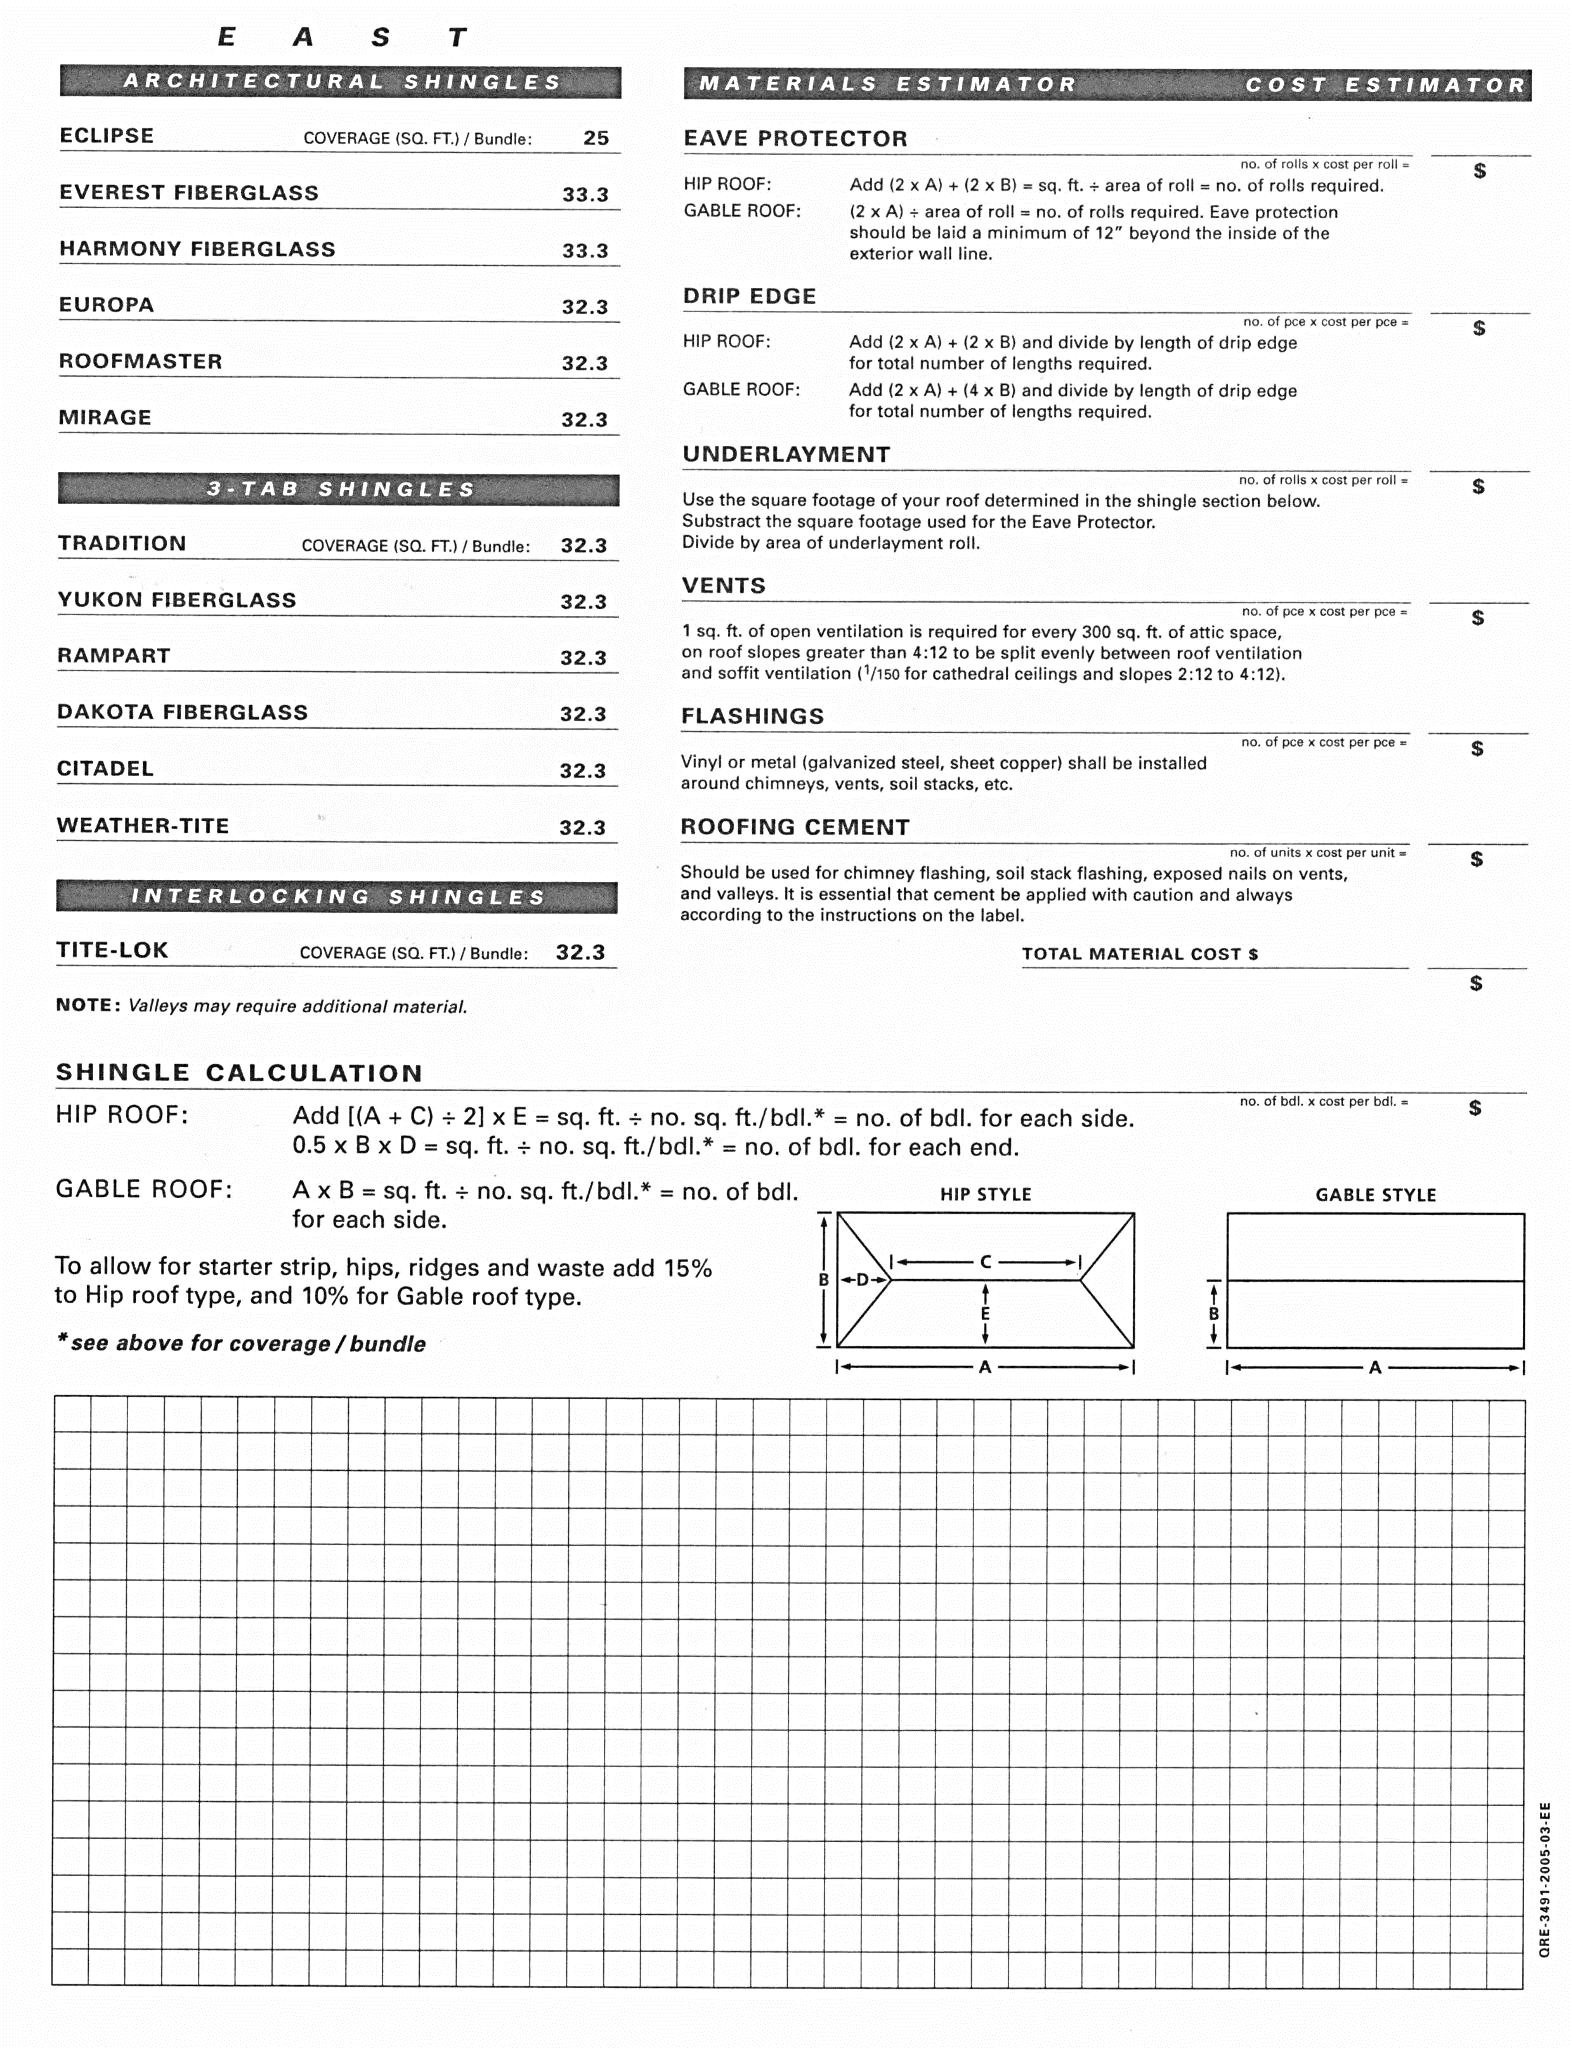 E A S T
ARCHITECTURAL SHINGLES
ECLIPSE COVERAGE (SQ. FT.) / Bundle: 25
EVEREST FIBERGLASS 33.3
HARMONY FIBERGLASS 33.3
EUROPA 32.3
ROOFMASTER 32.3
MIRAGE 32.3
3-TAB SHINGLES
TRADITION COVERAGE (SQ. FT.) / Bundle: 32.3
YUKON FIBERGLASS 32.3
RAMPART 32.3
DAKOTA FIBERGLASS 32.3
CITADEL 32.3
WEATHER-TITE 32.3
INTERLOCKING SHINGLES
TITE-LOK COVERAGE (SQ. FT.) / Bundle: 32.3
NOTE: Valleys may require additional material.
MATERIALS ESTIMATOR COST ESTIMATOR
EAVE PROTECTOR
no. of rolls x cost per roll = $
HIP ROOF: Add (2 x A) + (2 x B) = sq. ft. ÷ area of roll = no. of rolls required.
GABLE ROOF: (2 x A) ÷ area of roll = no. of rolls required. Eave protection
should be laid a minimum of 12" beyond the inside of the
exterior wall line.
DRIP EDGE
no. of pce x cost per pce = $
HIP ROOF: Add (2 x A) + (2 x B) and divide by length of drip edge
for total number of lengths required.
GABLE ROOF: Add (2 x A) + (4 x B) and divide by length of drip edge
for total number of lengths required.
UNDERLAYMENT
no. of rolls x cost per roll = $
Use the square footage of your roof determined in the shingle section below.
Substract the square footage used for the Eave Protector.
Divide by area of underlayment roll.
VENTS
no. of pce x cost per pce = $
1 sq. ft. of open ventilation is required for every 300 sq. ft. of attic space,
on roof slopes greater than 4:12 to be split evenly between roof ventilation
and soffit ventilation (1/150 for cathedral ceilings and slopes 2:12 to 4:12).
FLASHINGS
no. of pce x cost per pce = $
Vinyl or metal (galvanized steel, sheet copper) shall be installed
around chimneys, vents, soil stacks, etc.
ROOFING CEMENT
no. of units x cost per unit = $
Should be used for chimney flashing, soil stack flashing, exposed nails on vents,
and valleys. It is essential that cement be applied with caution and always
according to the instructions on the label.
TOTAL MATERIAL COST $
$
SHINGLE CALCULATION
no. of bdl. x cost per bdl. = $
HIP ROOF: Add [(A + C) ÷ 2] x E = sq. ft. ÷ no. sq. ft./bdl.* = no. of bdl. for each side.
0.5 x B x D = sq. ft. ÷ no. sq. ft./bdl.* = no. of bdl. for each end.
GABLE ROOF: A x B = sq. ft. ÷ no. sq. ft./bdl.* = no. of bdl.
for each side.
To allow for starter strip, hips, ridges and waste add 15%
to Hip roof type, and 10% for Gable roof type.
*see above for coverage/bundle
HIP STYLE
C
B
D
E
A
GABLE STYLE
B
A
QRE-3491-2005-03-EE